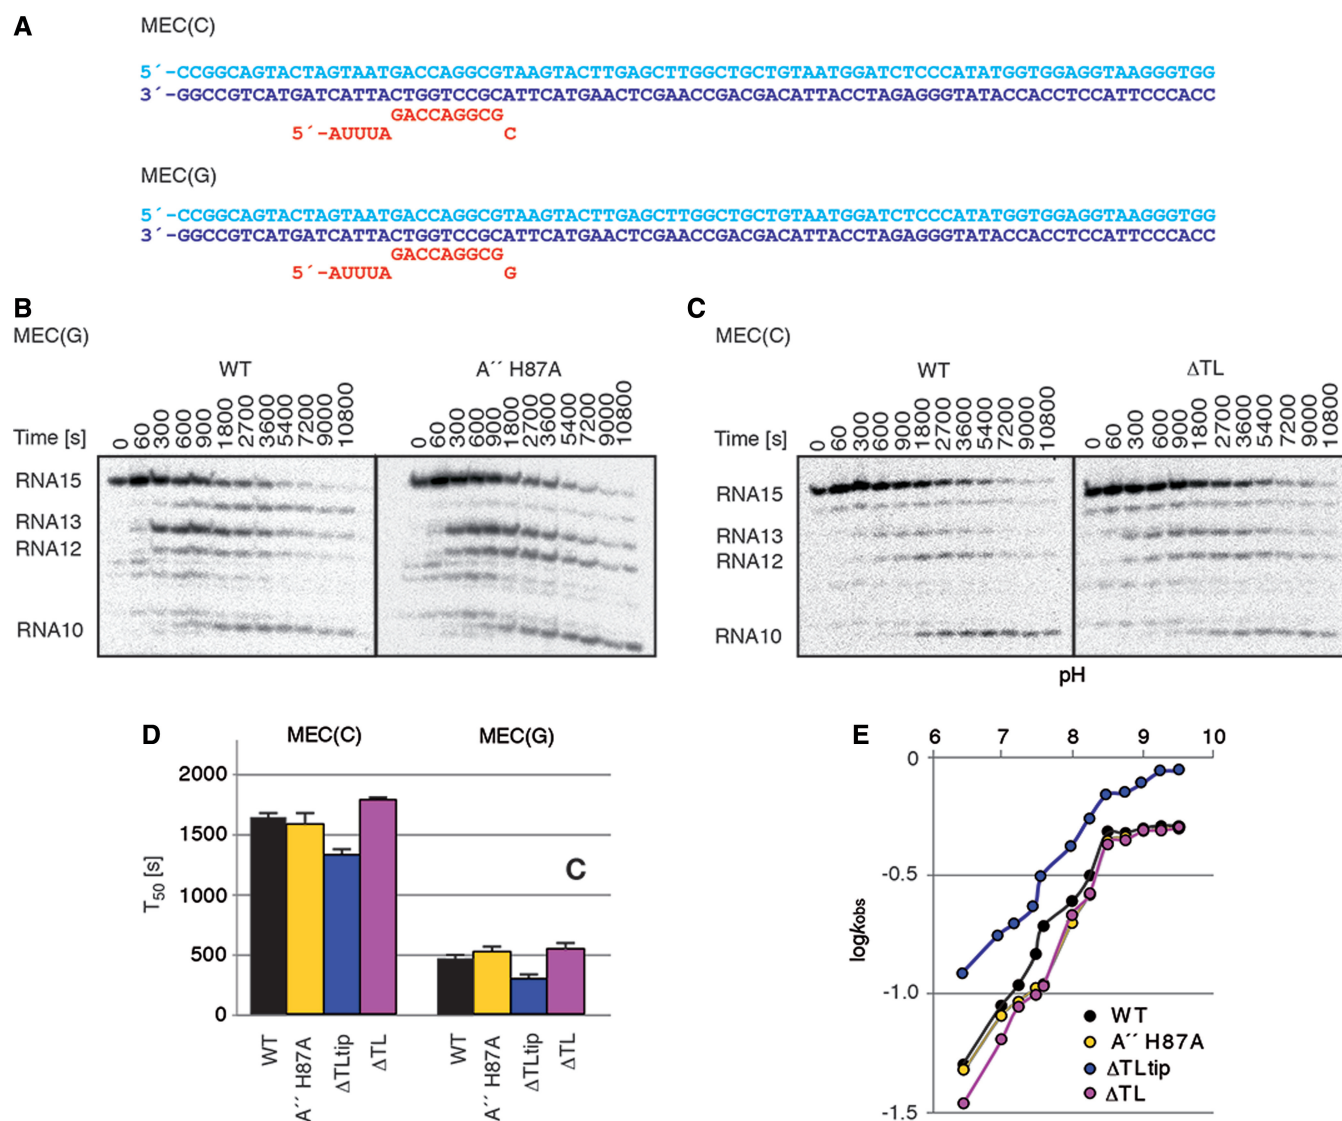 A
MEC(C)
5´-CCGGCAGTACTAGTAATGACCAGGCGTAAGTACTTGAGCTTGGCTGCTGTAATGGATCTCCCATATGGTGGAGGTAAGGGTGG
3´-GGCCGTCATGATCATTACTGGTCCGCATTCATGAACTCGAACCGACGACATTACCTAGAGGGTATACCACCTCCATTCCCACC
GACCAGGCG
5´-AUUUA C
MEC(G)
5´-CCGGCAGTACTAGTAATGACCAGGCGTAAGTACTTGAGCTTGGCTGCTGTAATGGATCTCCCATATGGTGGAGGTAAGGGTGG
3´-GGCCGTCATGATCATTACTGGTCCGCATTCATGAACTCGAACCGACGACATTACCTAGAGGGTATACCACCTCCATTCCCACC
GACCAGGCG
5´-AUUUA G
B
MEC(G)
WT A´´ H87A
Time [s] 0 60 300 600 900 1800 2700 3600 5400 7200 9000 10800 0 60 300 600 900 1800 2700 3600 5400 7200 9000 10800
RNA15
RNA13
RNA12
RNA10
C
MEC(C)
WT ΔTL
Time [s] 0 60 300 600 900 1800 2700 3600 5400 7200 9000 10800 0 60 300 600 900 1800 2700 3600 5400 7200 9000 10800
RNA15
RNA13
RNA12
RNA10
D
MEC(C) MEC(G)
T50 [s]
2000
1500
1000
500
0
C
WT A´´ H87A ΔTLtip ΔTL WT A´´ H87A ΔTLtip ΔTL
E
pH
6 7 8 9 10
logkobs
0
-0.5
-1.0
-1.5
WT
A´´ H87A
ΔTLtip
ΔTL